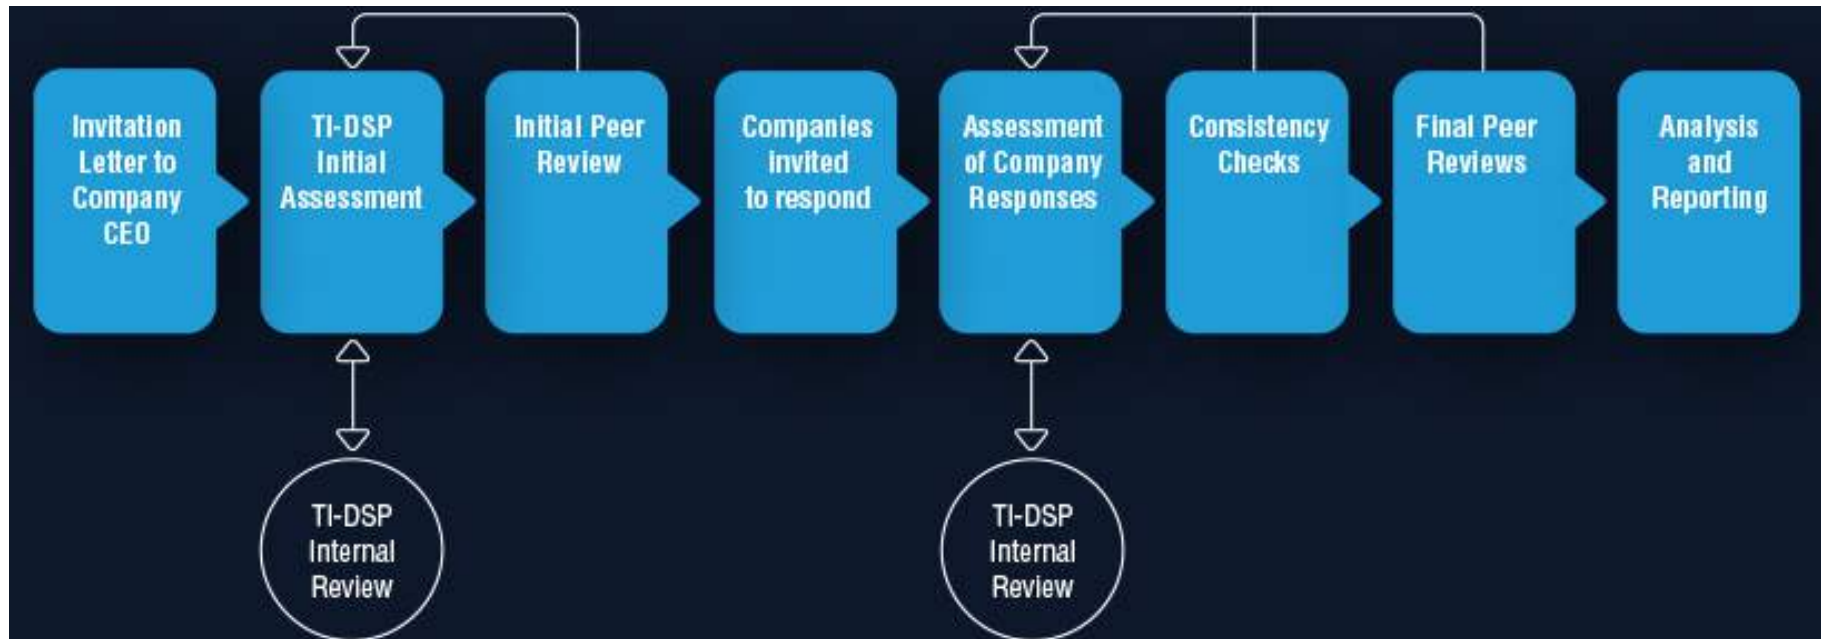 Invitation
Letter to
Company
CEO
TI-DSP
Initial
Assessment
Initial Peer
Review
Companies
invited
to respond
Assessment
of Company
Responses
Consistency
Checks
Final Peer
Reviews
Analysis
and
Reporting
TI-DSP
Internal
Review
TI-DSP
Internal
Review